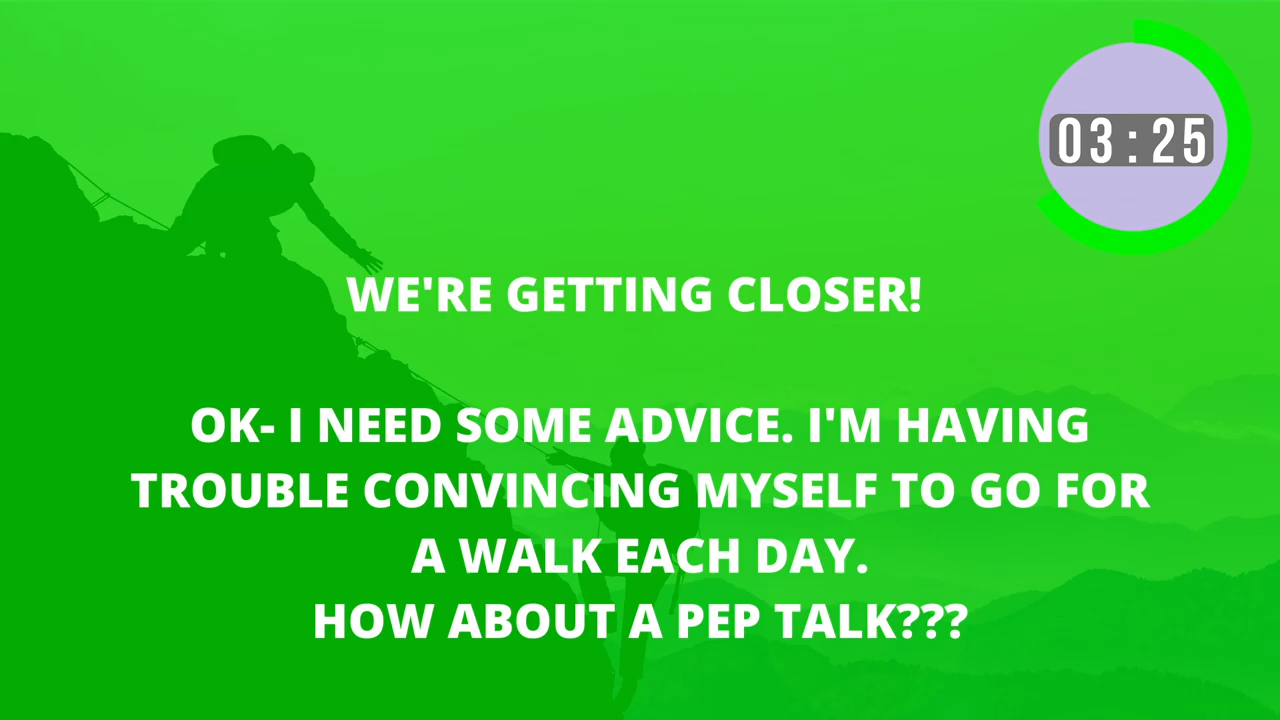 03:25
WE'RE GETTING CLOSER!
OK- I NEED SOME ADVICE. I'M HAVING
TROUBLE CONVINCING MYSELF TO GO FOR
A WALK EACH DAY.
HOW ABOUT A PEP TALK???